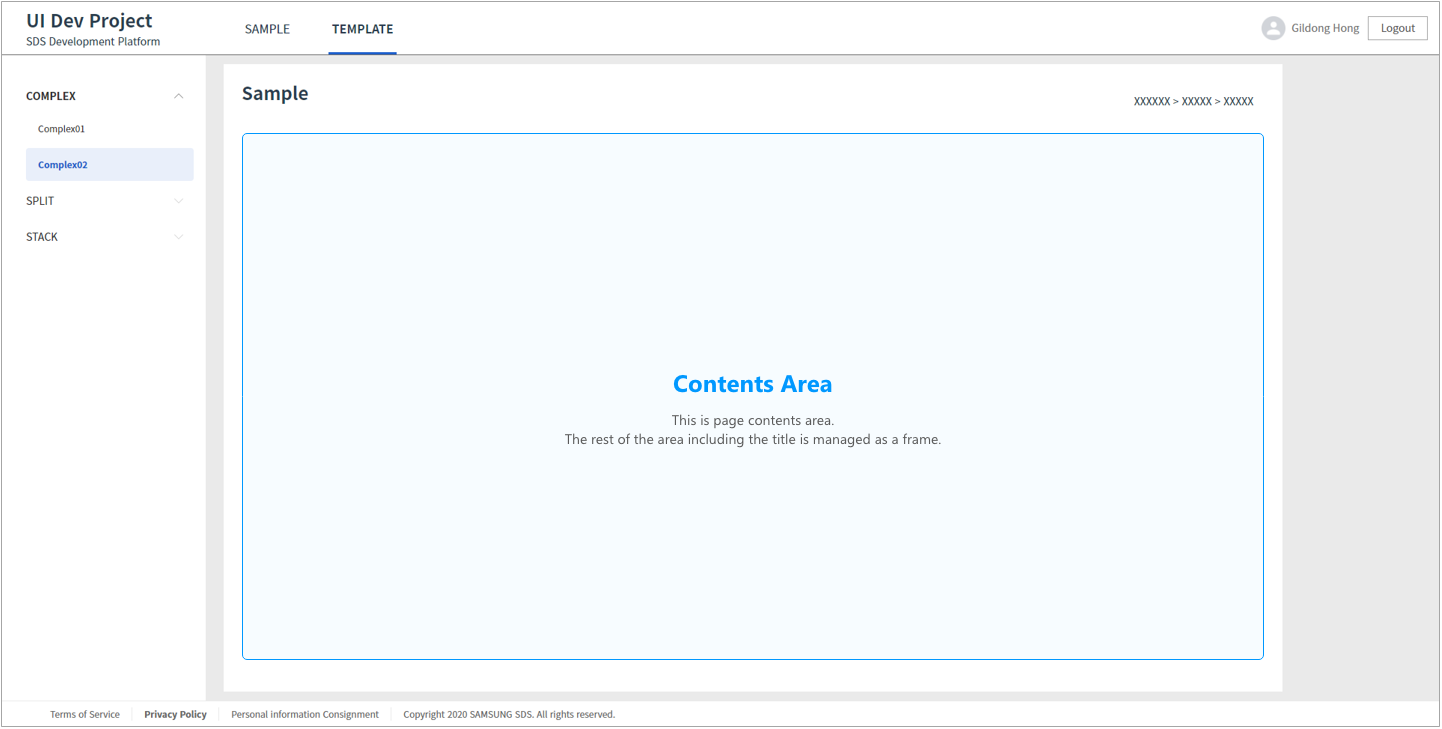 UI Dev Project
SDS Development Platform
SAMPLE
TEMPLATE
Gildong Hong
Logout
COMPLEX
Complex01
Complex02
SPLIT
STACK
Sample
XXXXXX > XXXXX > XXXXX
Contents Area
This is page contents area.
The rest of the area including the title is managed as a frame.
Terms of Service
Privacy Policy
Personal information Consignment
Copyright 2020 SAMSUNG SDS. All rights reserved.